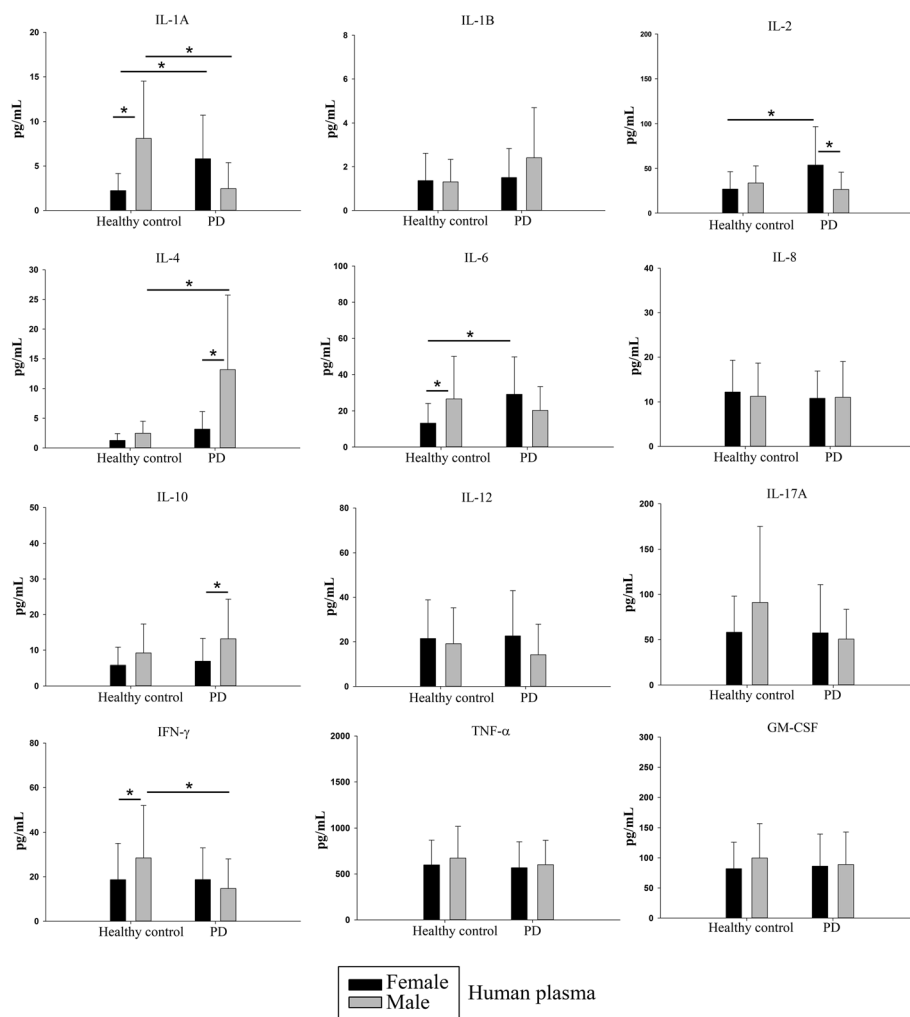 IL-1A
20
15
10
5
0
pg/mL
*
*
*
Healthy control PD
IL-1B
8
6
4
2
0
pg/mL
Healthy control PD
IL-2
200
150
100
50
0
pg/mL
*
*
Healthy control PD
IL-4
30
25
20
15
10
5
0
pg/mL
*
*
Healthy control PD
IL-6
100
80
60
40
20
0
pg/mL
*
*
Healthy control PD
IL-8
40
30
20
10
0
pg/mL
Healthy control PD
IL-10
50
40
30
20
10
0
pg/mL
*
Healthy control PD
IL-12
80
60
40
20
0
pg/mL
Healthy control PD
IL-17A
200
150
100
50
0
pg/mL
Healthy control PD
IFN-γ
80
60
40
20
0
pg/mL
*
*
Healthy control PD
TNF-α
2000
1500
1000
500
0
pg/mL
Healthy control PD
GM-CSF
300
250
200
150
100
50
0
pg/mL
Healthy control PD
Female
Male
Human plasma